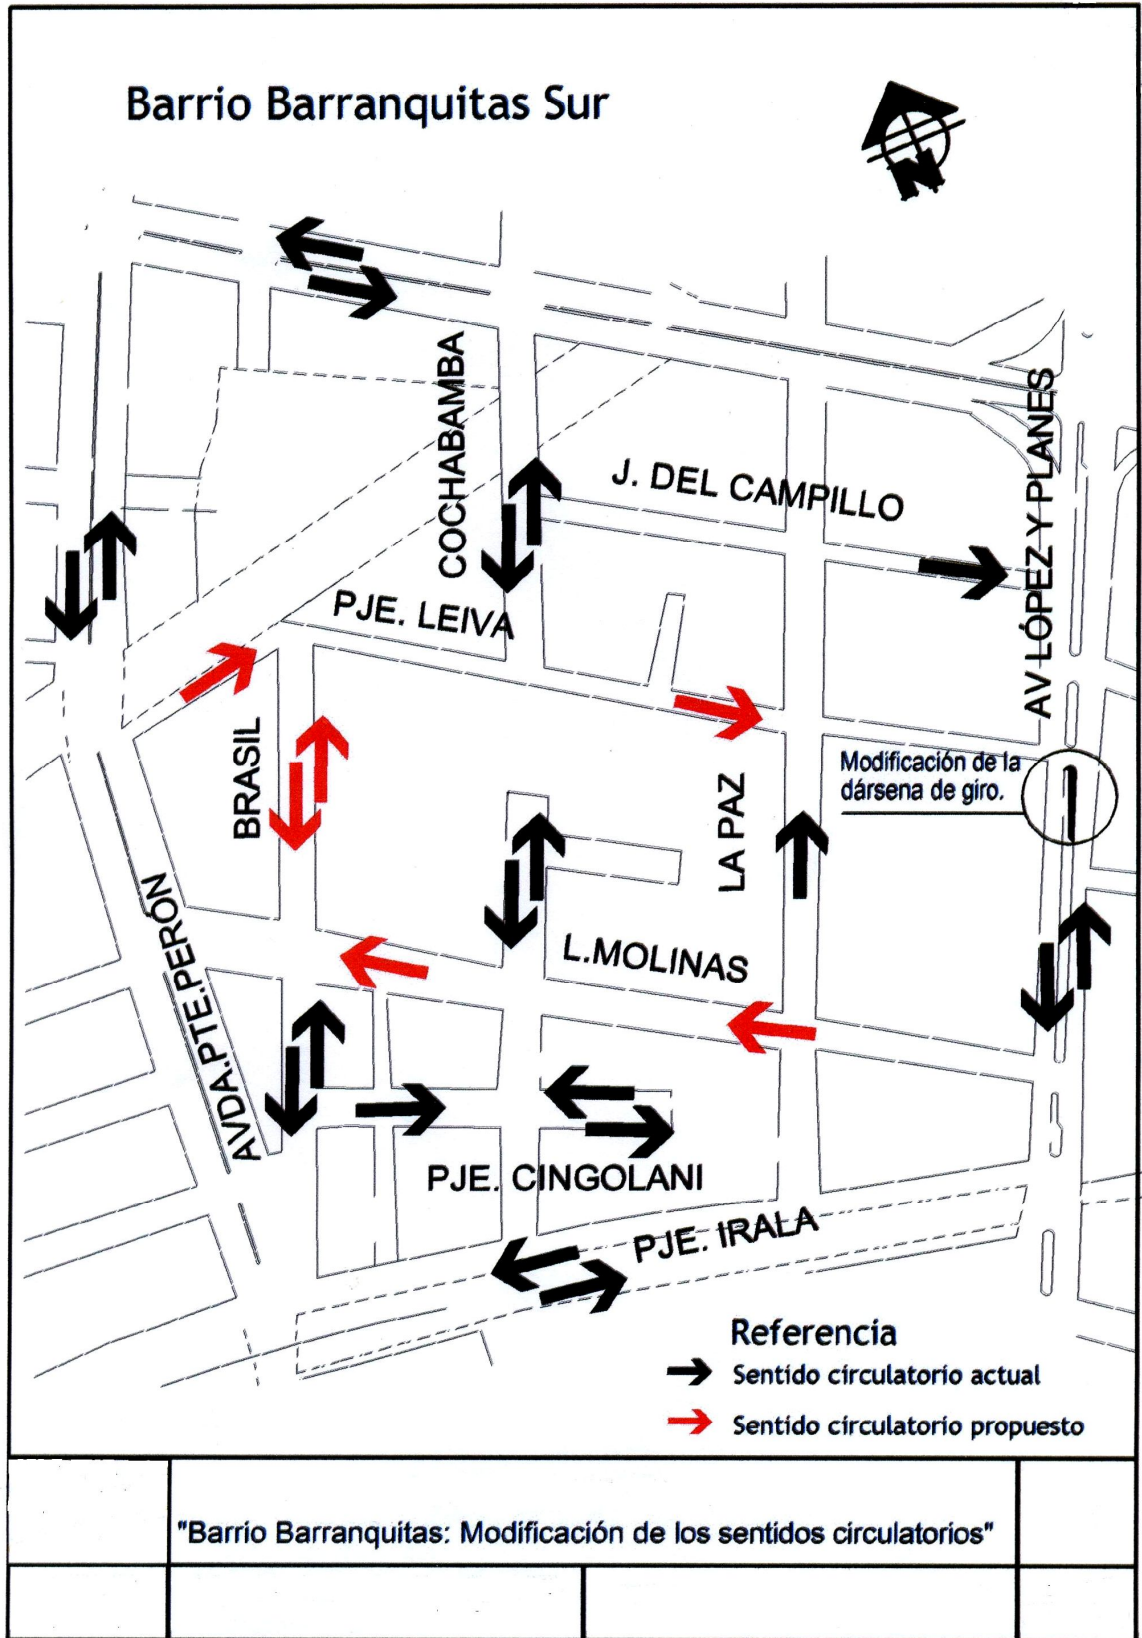 Barrio Barranquitas Sur
N
COCHABAMBA
J. DEL CAMPILLO
AV LÓPEZ Y PLANES
PJE. LEIVA
BRASIL
LA PAZ
Modificación de la
dársena de giro.
AVDA.PTE.PERÓN
L.MOLINAS
PJE. CINGOLANI
PJE. IRALA
Referencia
Sentido circulatorio actual
Sentido circulatorio propuesto
"Barrio Barranquitas: Modificación de los sentidos circulatorios"